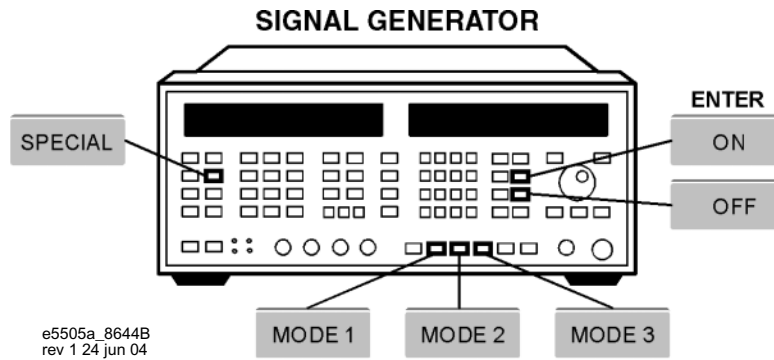 SIGNAL GENERATOR
ENTER
SPECIAL
ON
OFF
MODE 1
MODE 2
MODE 3
e5505a_8644B
rev 1 24 jun 04